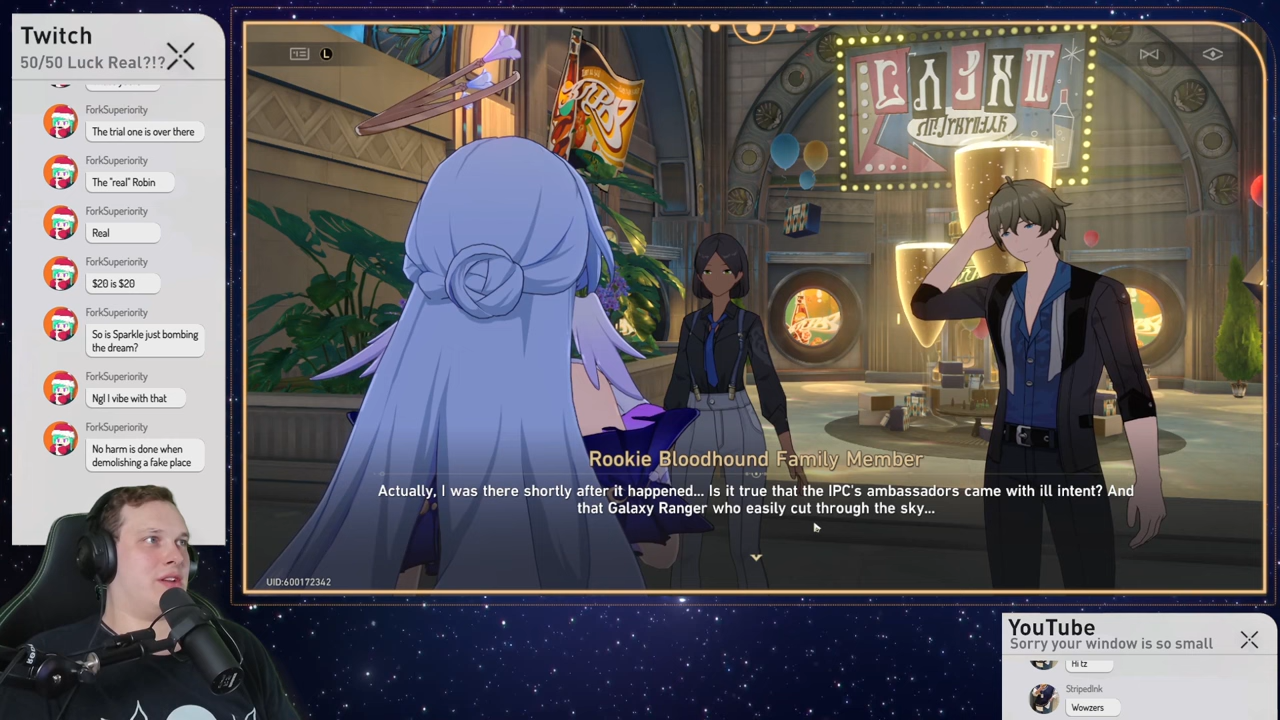 Twitch
50/50 Luck Real?!?
ForkSuperiority
The trial one is over there
ForkSuperiority
The "real" Robin
ForkSuperiority
Real
ForkSuperiority
$20 is $20
ForkSuperiority
So is Sparkle just bombing
the dream?
ForkSuperiority
Ngl I vibe with that
ForkSuperiority
No harm is done when
demolishing a fake place
L
Rookie Bloodhound Family Member
Actually, I was there shortly after it happened... Is it true that the IPC's ambassadors came with ill intent? And
that Galaxy Ranger who easily cut through the sky...
UID:600172342
YouTube
Sorry your window is so small
Hi tz
StripedInk
Wowzers